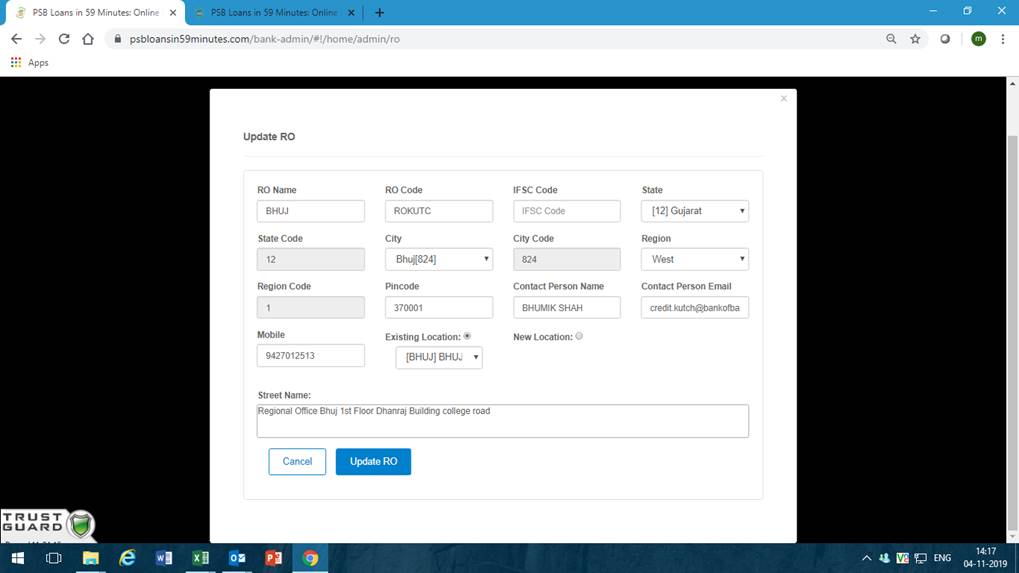 PSB Loans in 59 Minutes: Online
PSB Loans in 59 Minutes: Online
psbloansin59minutes.com/bank-admin/#!/home/admin/ro
m
Apps
Update RO
RO Name RO Code IFSC Code State
BHUJ ROKUTC IFSC Code [12] Gujarat
State Code City City Code Region
12 Bhuj[824] 824 West
Region Code Pincode Contact Person Name Contact Person Email
1 370001 BHUMIK SHAH credit.kutch@bankofba
Mobile Existing Location: New Location:
9427012513 [BHUJ] BHUJ
Street Name:
Regional Office Bhuj 1st Floor Dhanraj Building college road
Cancel Update RO
TRUST
GUARD
ENG
14:17
04-11-2019